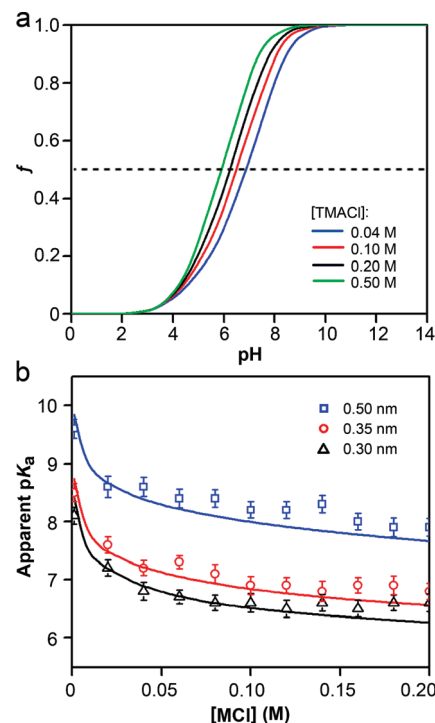 a
1.0
0.8
0.6
0.4
0.2
0
f
0 2 4 6 8 10 12 14
pH
[TMACl]:
0.04 M
0.10 M
0.20 M
0.50 M
b
10
9
8
7
6
Apparent pKa
0 0.05 0.10 0.15 0.20
[MCl] (M)
0.50 nm
0.35 nm
0.30 nm